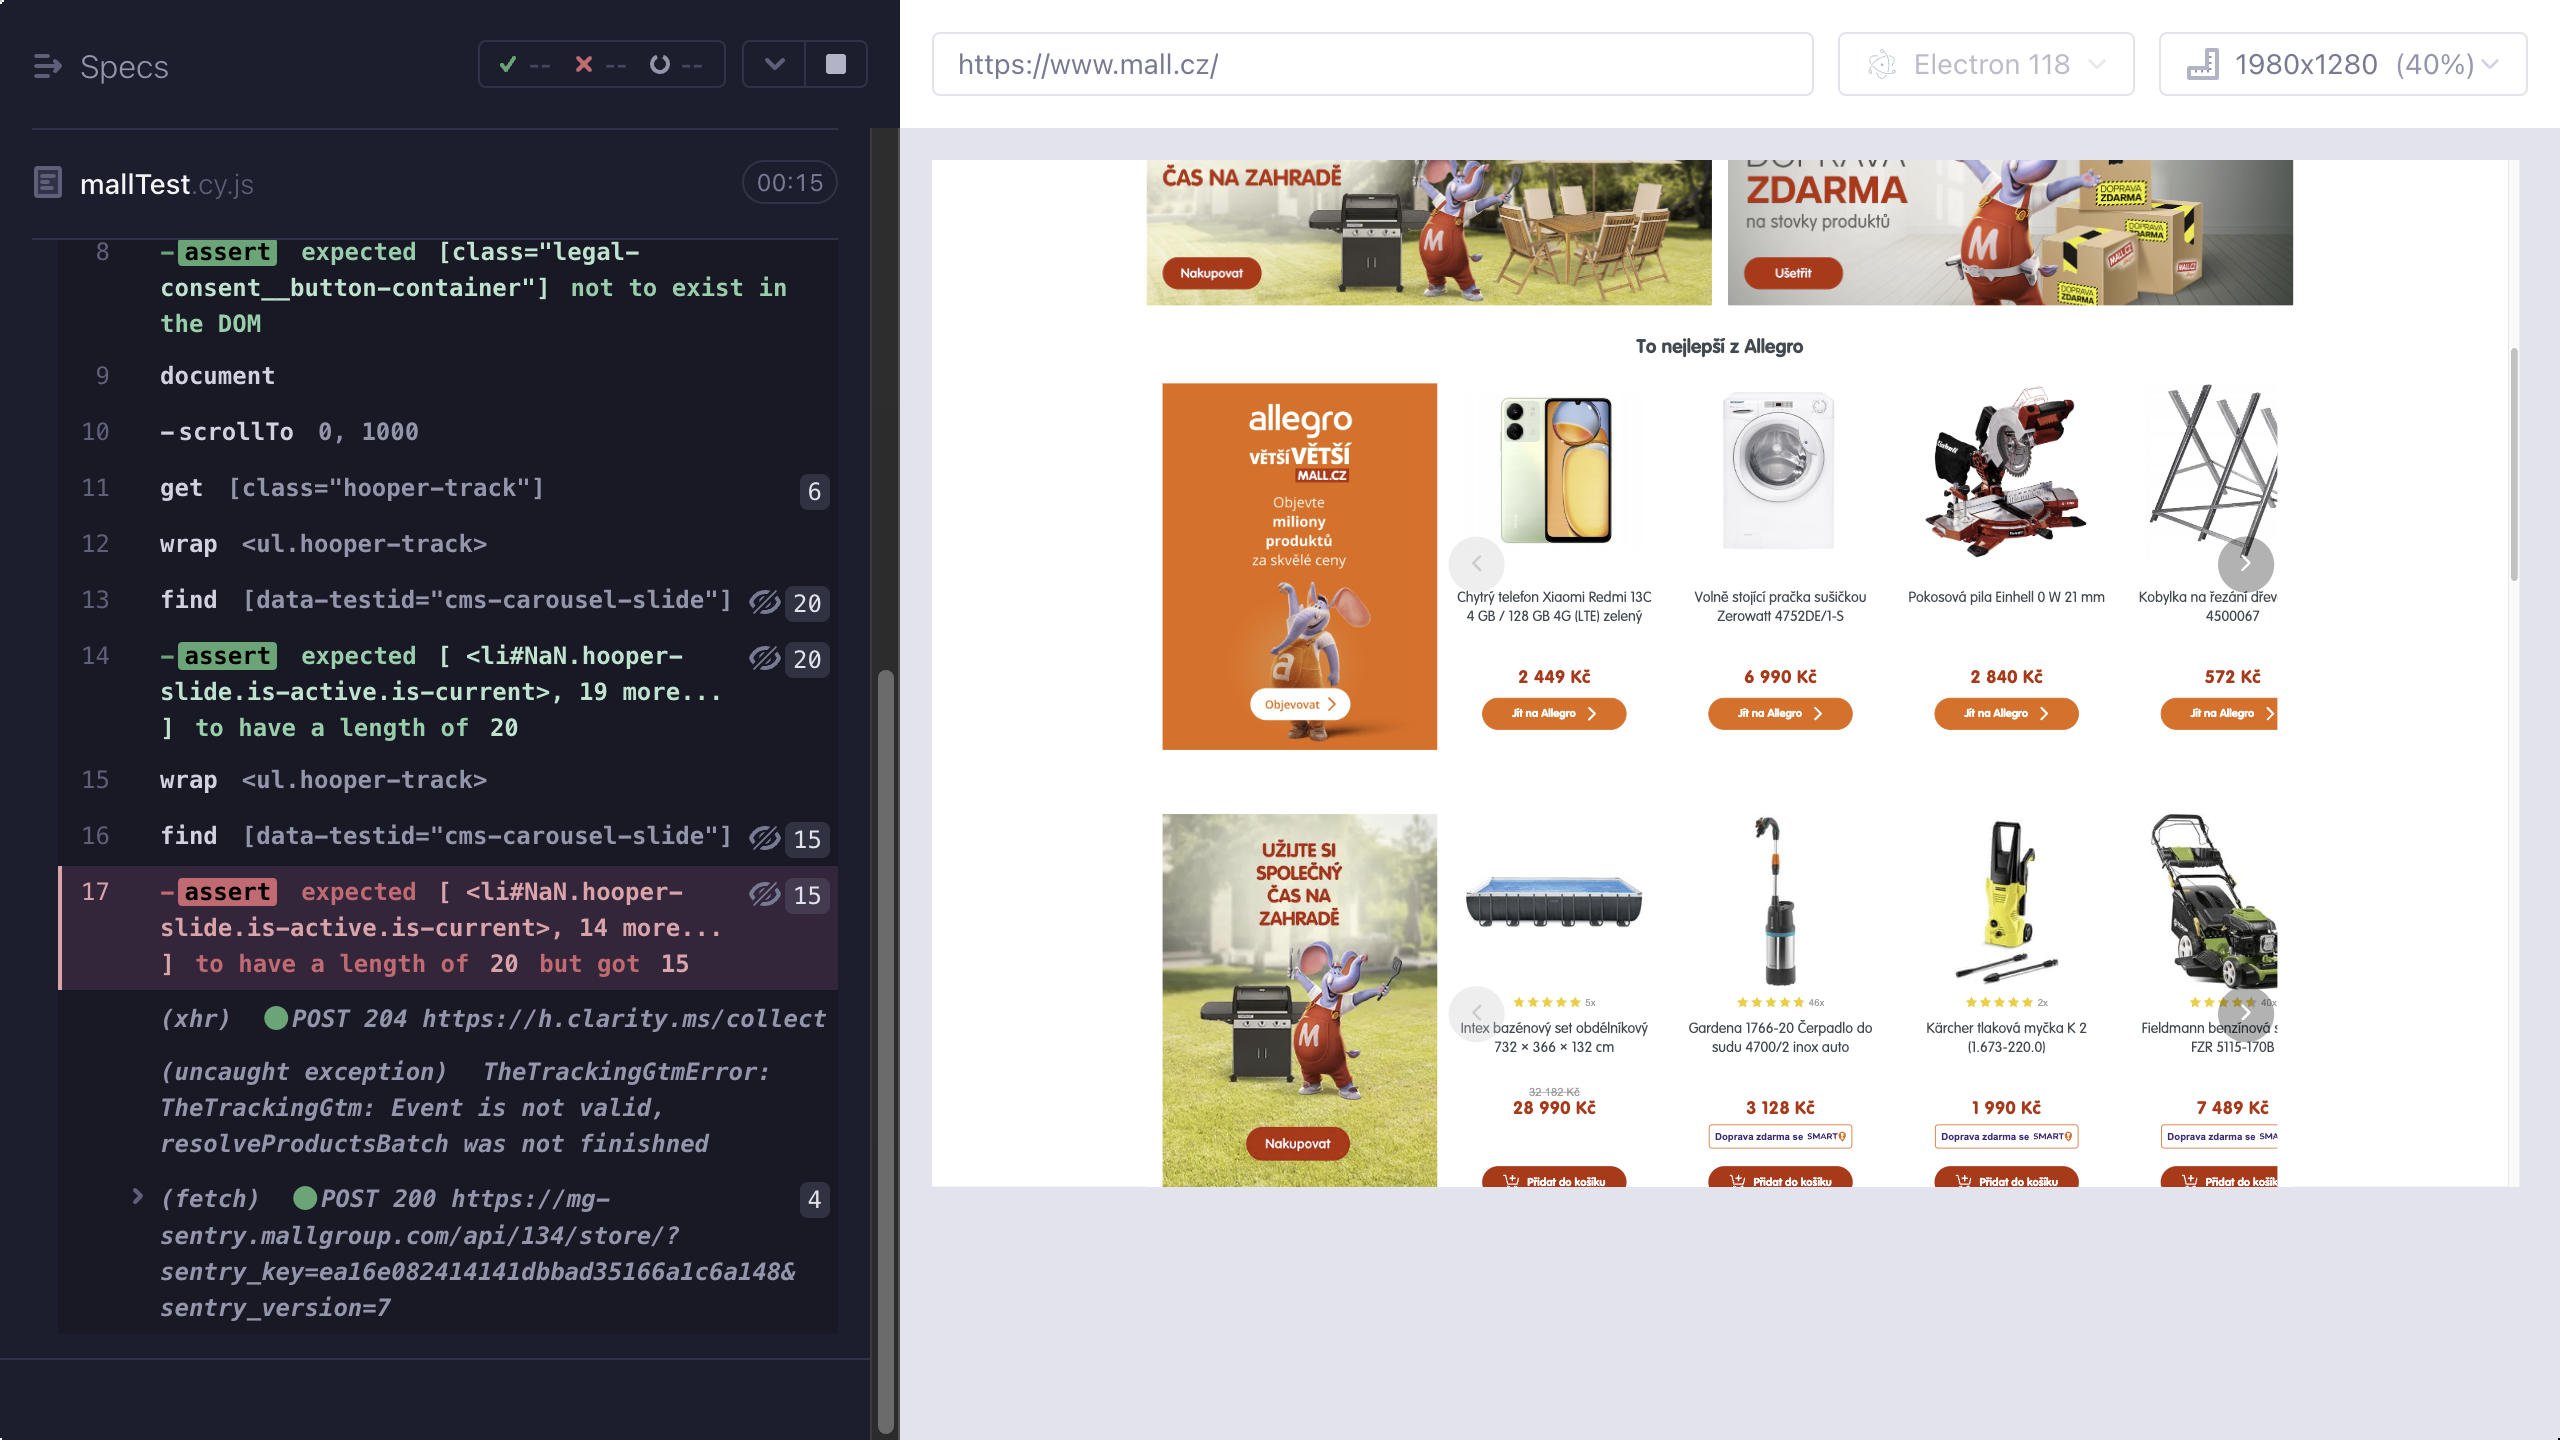 Specs
--
--
--
https://www.mall.cz/
Electron 118
1980x1280 (40%)
mallTest.cy.js
00:15
8 -assert expected [class="legal-
consent__button-container"] not to exist in
the DOM
9 document
10 -scrollTo 0, 1000
11 get [class="hooper-track"] 6
12 wrap <ul.hooper-track>
13 find [data-testid="cms-carousel-slide"] 20
14 -assert expected [ <li#NaN.hooper- 20
slide.is-active.is-current>, 19 more...
] to have a length of 20
15 wrap <ul.hooper-track>
16 find [data-testid="cms-carousel-slide"] 15
17 -assert expected [ <li#NaN.hooper- 15
slide.is-active.is-current>, 14 more...
] to have a length of 20 but got 15
(xhr) POST 204 https://h.clarity.ms/collect
(uncaught exception) TheTrackingGtmError:
TheTrackingGtm: Event is not valid,
resolveProductsBatch was not finishned
(fetch) POST 200 https://mg- 4
sentry.mallgroup.com/api/134/store/?
sentry_key=ea16e082414141dbbad35166a1c6a148&
sentry_version=7
ČAS NA ZAHRADĚ
M
Nakupovat
DOPRAVA
ZDARMA
na stovky produktů
Ušetřit
M
DOPRAVA
ZDARMA
DOPRAVA
ZDARMA
DOPRAVA
ZDARMA
MALL.CZ
MALL.CZ
To nejlepší z Allegro
allegro
VĚTŠÍ VĚTŠÍ
MALL.CZ
Objevte
miliony
produktů
za skvělé ceny
a
Objevovat
Chytrý telefon Xiaomi Redmi 13C
4 GB / 128 GB 4G (LTE) zelený
2 449 Kč
Jít na Allegro
Volně stojící pračka sušičkou
Zerowatt 4752DE/1-S
6 990 Kč
Jít na Allegro
Pokosová pila Einhell 0 W 21 mm
2 840 Kč
Jít na Allegro
Kobylka na řezání dřev
4500067
572 Kč
Jít na Allegro
UŽIJTE SI
SPOLEČNÝ
ČAS NA
ZAHRADĚ
M
Nakupovat
5x
Intex bazénový set obdélníkový
732 × 366 × 132 cm
32 182 Kč
28 990 Kč
Přidat do košíku
46x
Gardena 1766-20 Čerpadlo do
sudu 4700/2 inox auto
3 128 Kč
Doprava zdarma se SMART
Přidat do košíku
2x
Kärcher tlaková myčka K 2
(1.673-220.0)
1 990 Kč
Doprava zdarma se SMART
Přidat do košíku
40x
Fieldmann benzínová s
FZR 5115-170B
7 489 Kč
Doprava zdarma se SMA
Přidat do košík